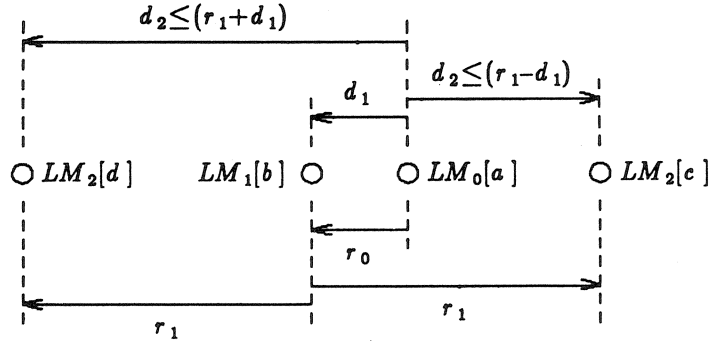 d₂≤(r₁+d₁)
d₂≤(r₁-d₁)
d₁
LM₂[d] LM₁[b] LM₀[a] LM₂[c]
r₀
r₁ r₁